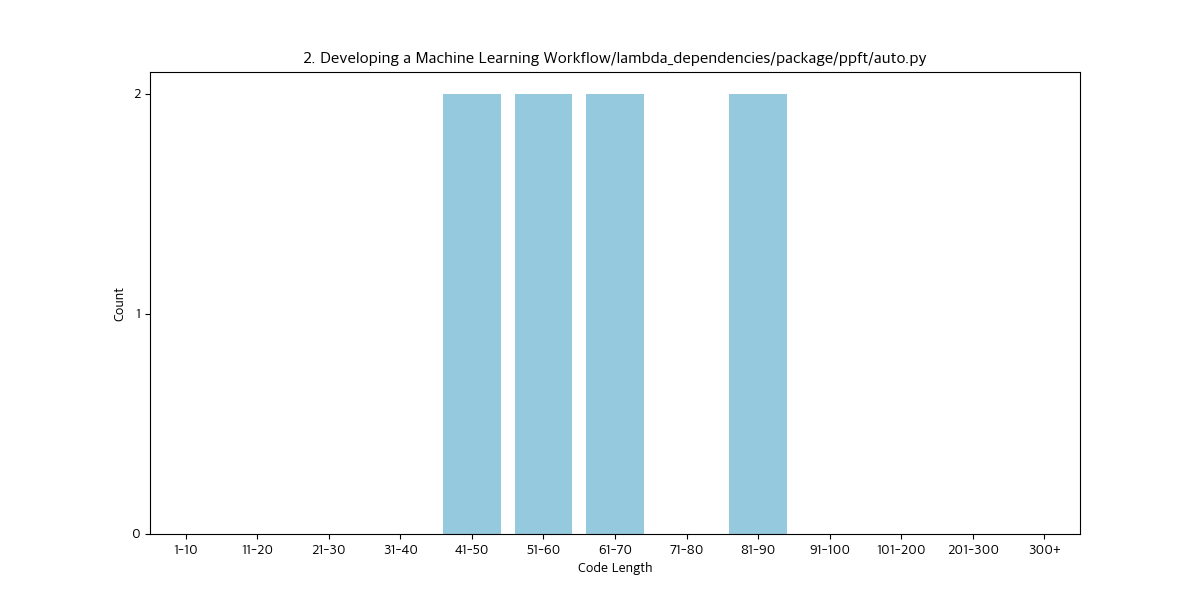 2. Developing a Machine Learning Workflow/lambda_dependencies/package/ppft/auto.py
Count
2
1
0
1-10 11-20 21-30 31-40 41-50 51-60 61-70 71-80 81-90 91-100 101-200 201-300 300+
Code Length